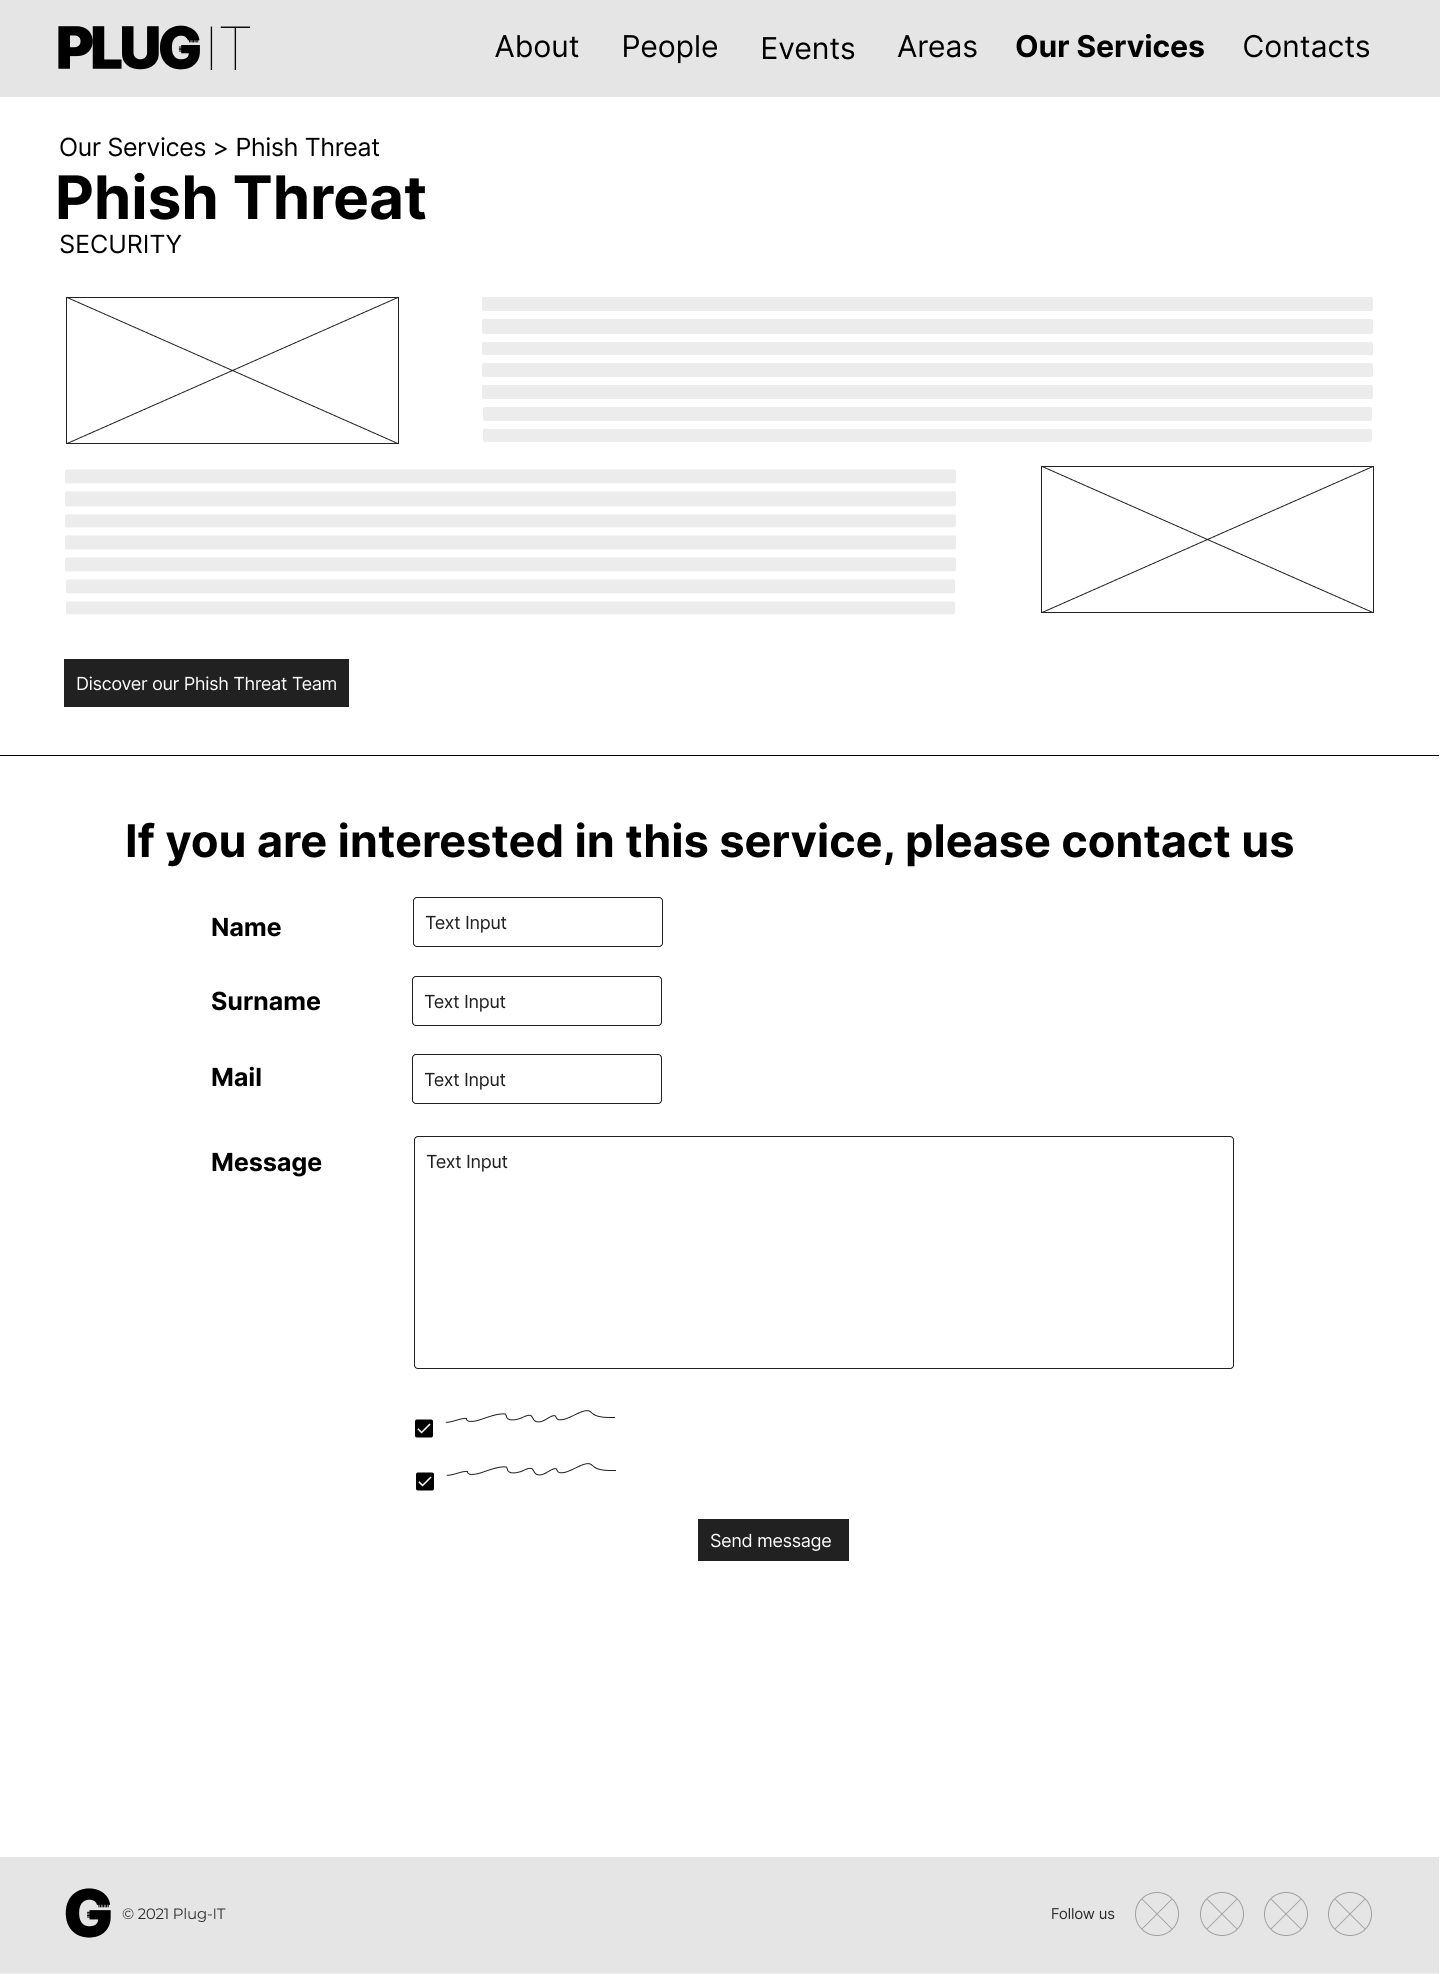 PLUGIT
About People Events Areas Our Services Contacts
Our Services > Phish Threat
Phish Threat
SECURITY
Discover our Phish Threat Team
If you are interested in this service, please contact us
Name
Text Input
Surname
Text Input
Mail
Text Input
Message
Text Input
Send message
G © 2021 Plug-IT
Follow us